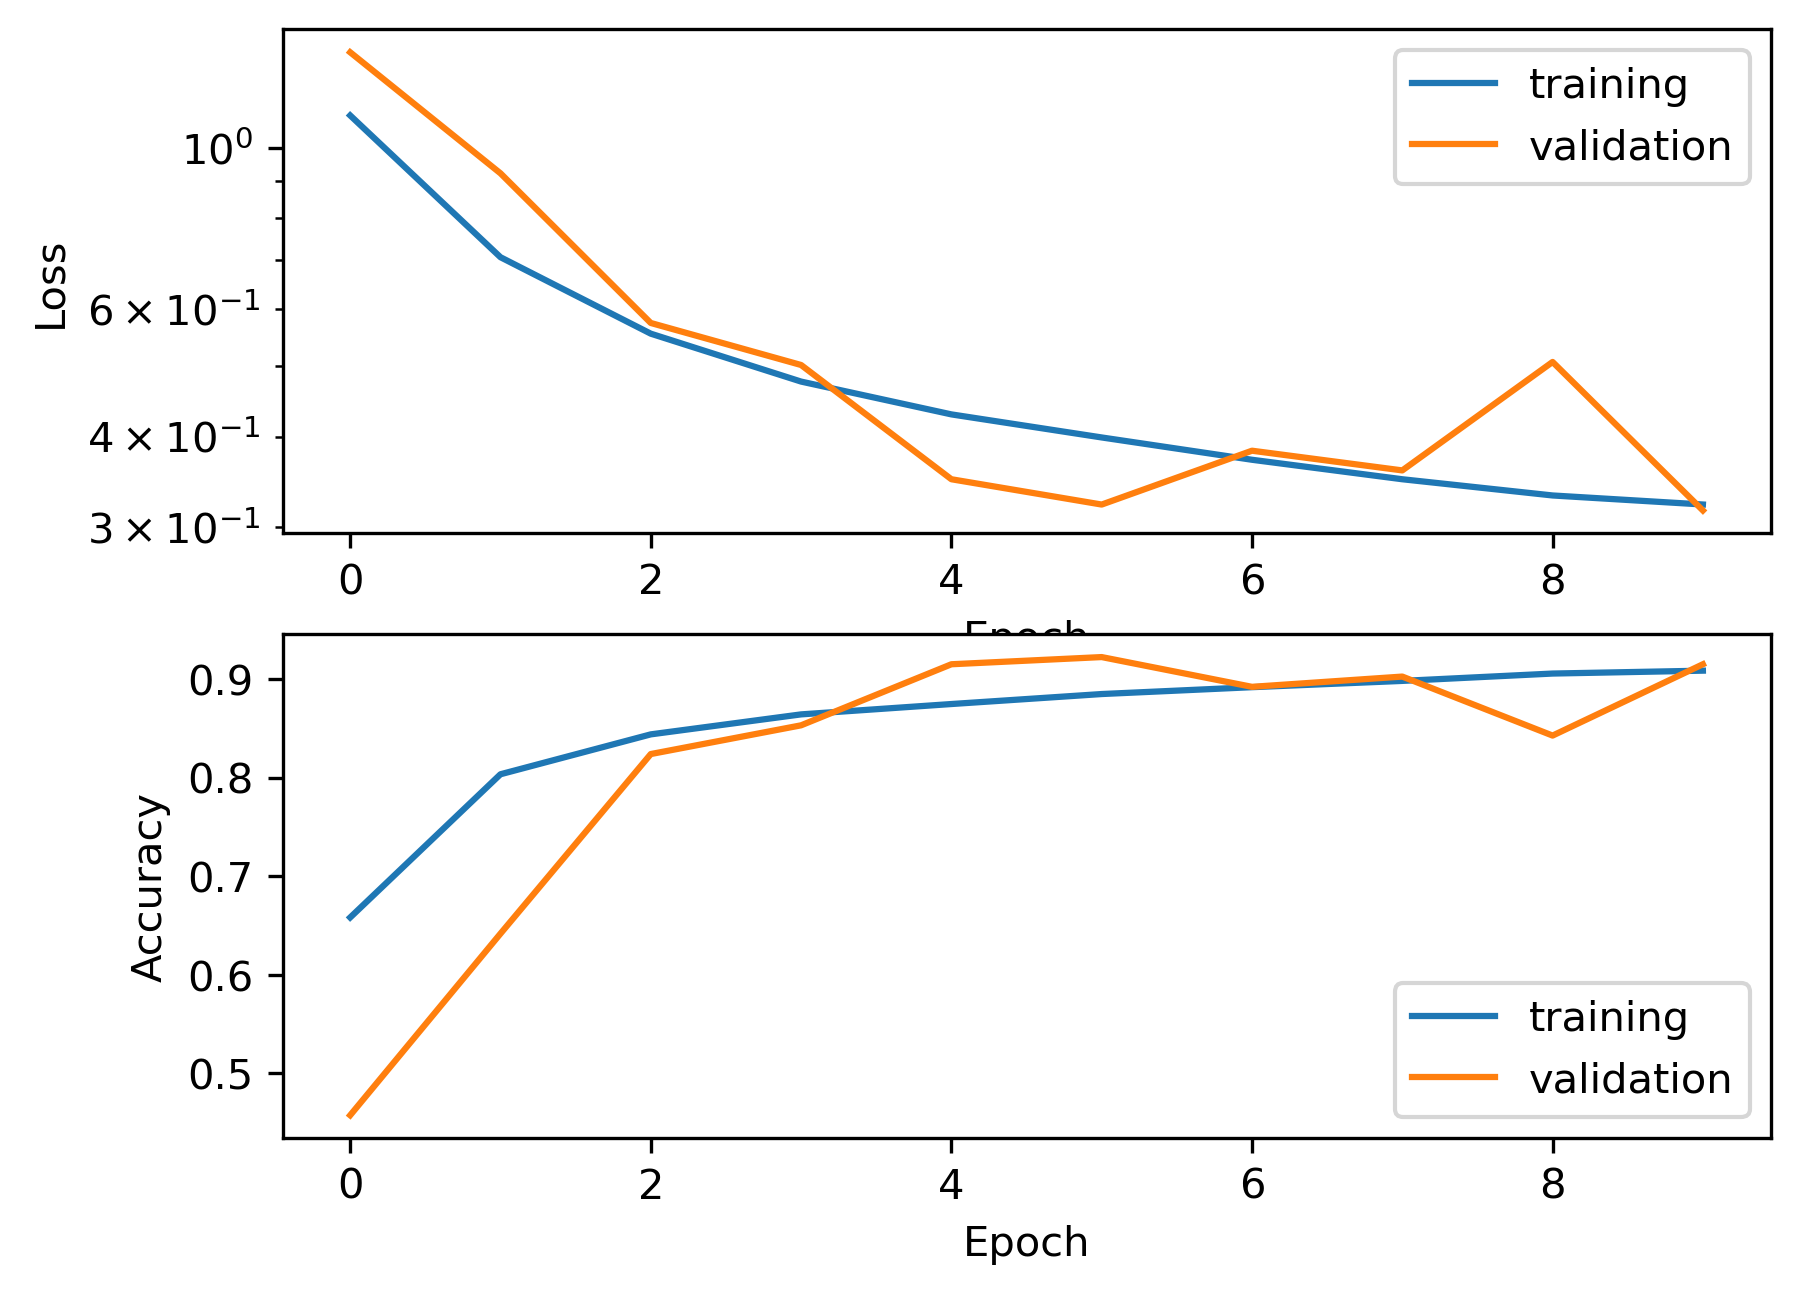 training
validation
10⁰
6 × 10⁻¹
4 × 10⁻¹
3 × 10⁻¹
Loss
0 2 4 6 8
Epoch
0.9
0.8
0.7
0.6
0.5
Accuracy
training
validation
0 2 4 6 8
Epoch